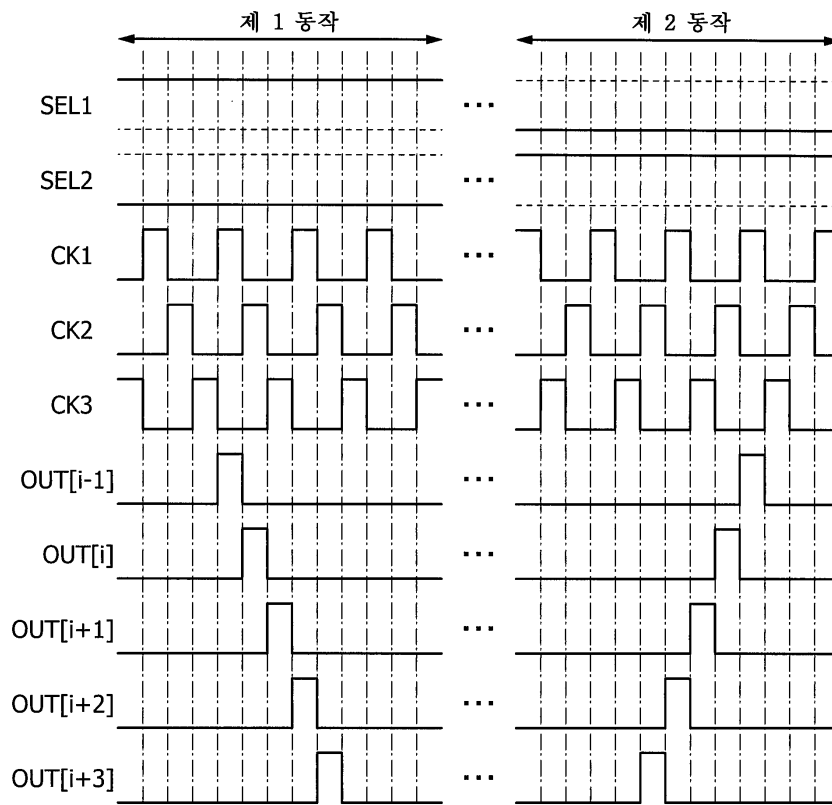 제 1 동작
제 2 동작
SEL1
...
SEL2
...
CK1
...
CK2
...
CK3
...
OUT[i-1]
...
OUT[i]
...
OUT[i+1]
...
OUT[i+2]
...
OUT[i+3]
...